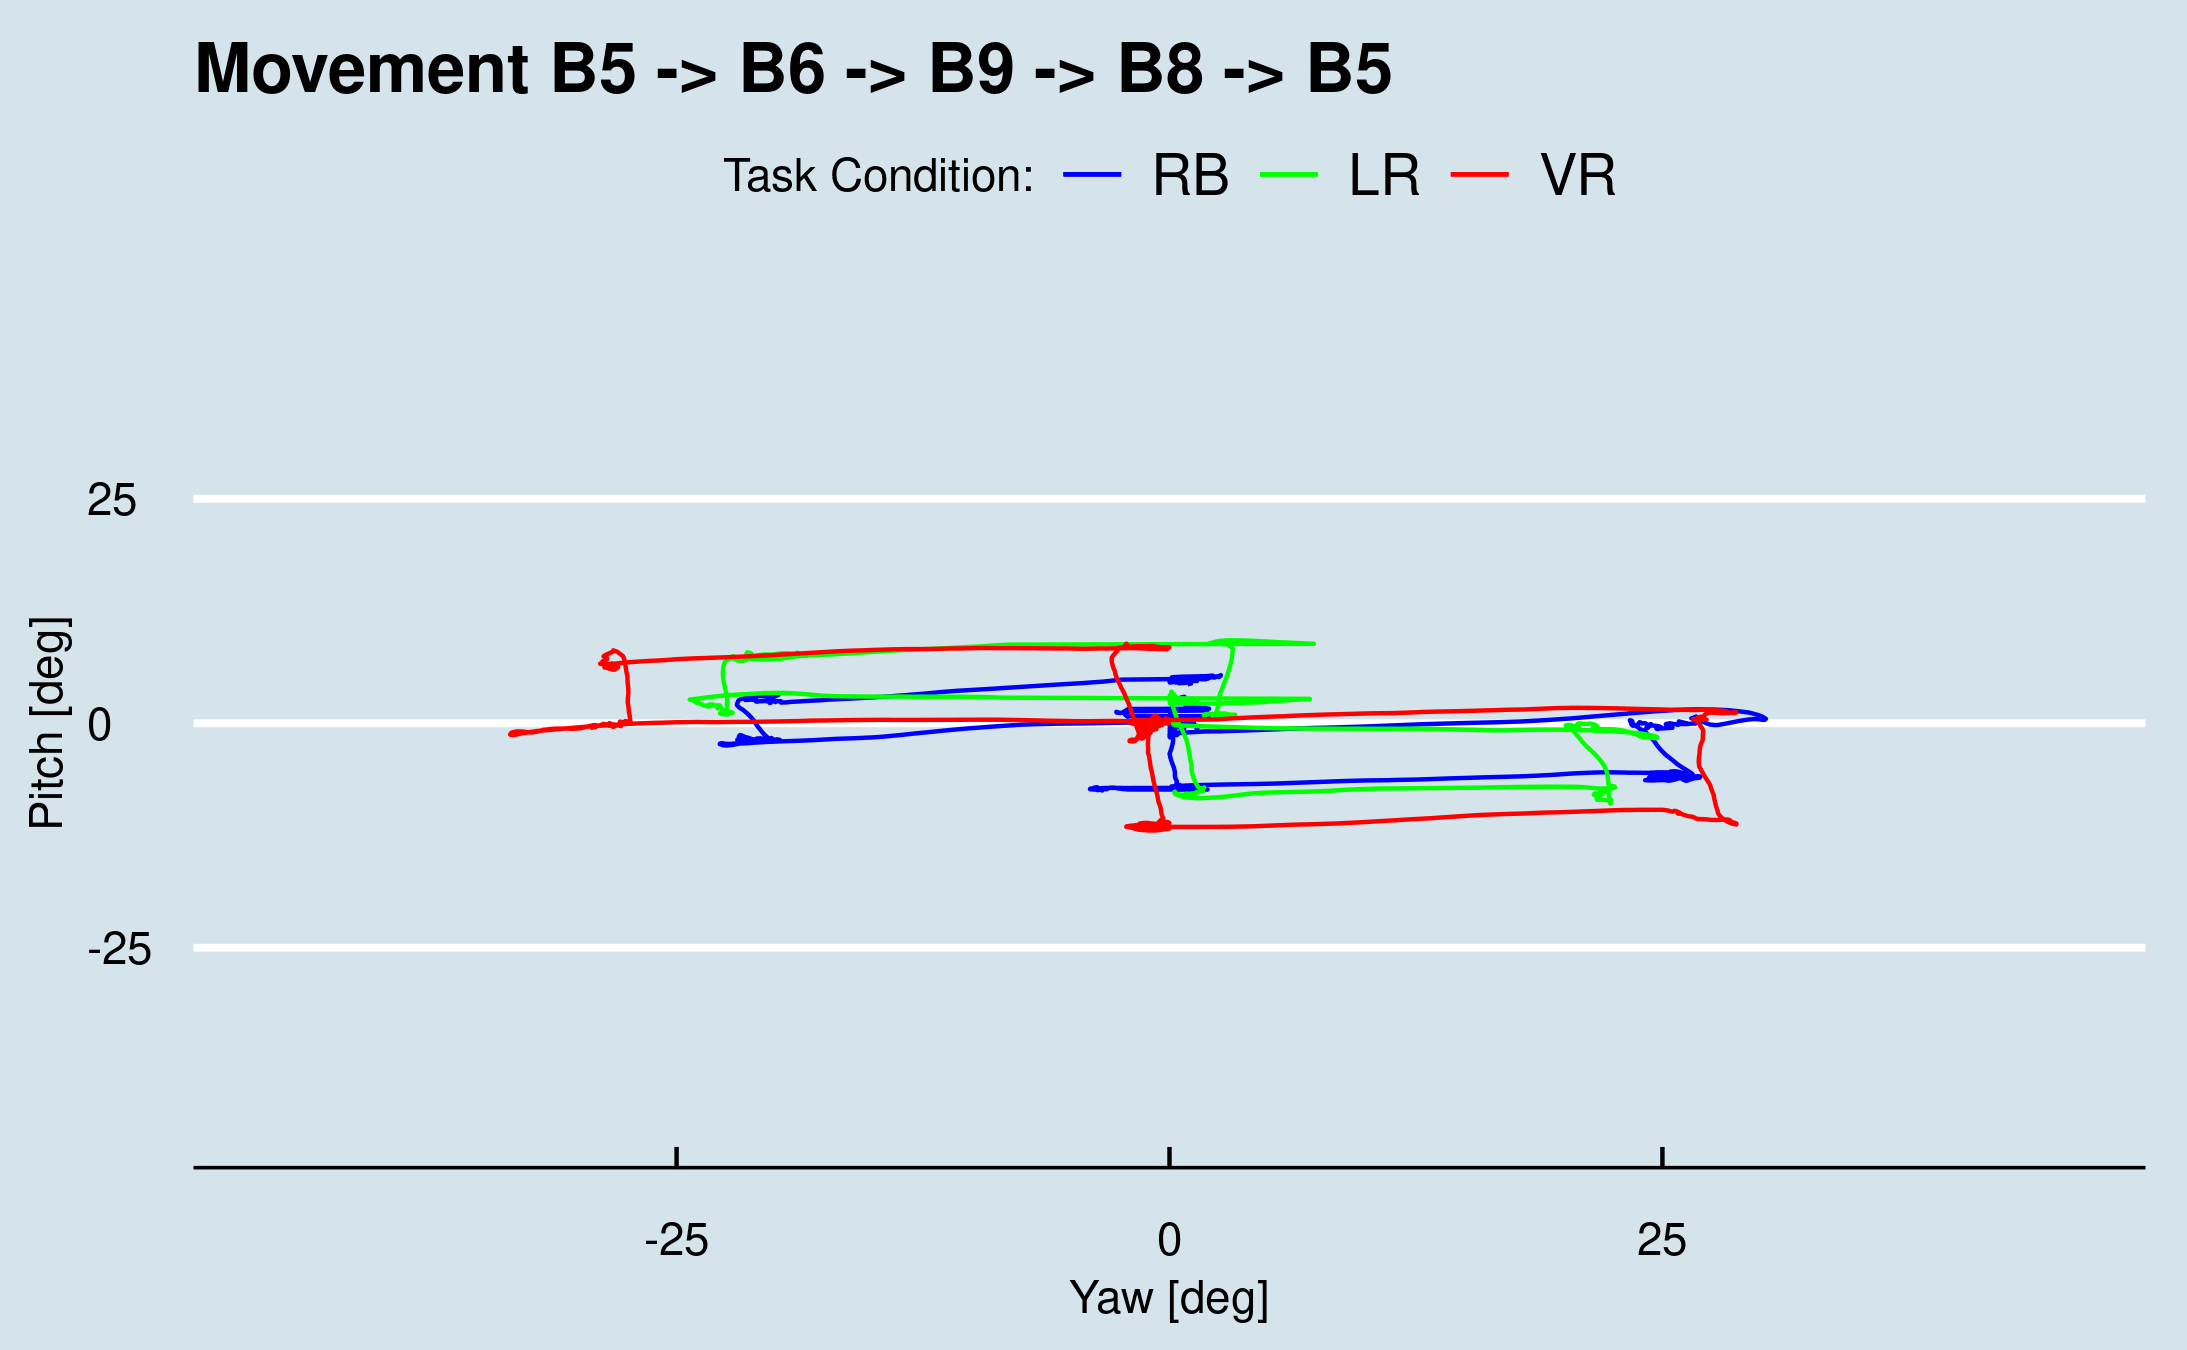 Movement B5 -> B6 -> B9 -> B8 -> B5
Task Condition: RB LR VR
25
0
-25
Pitch [deg]
-25 0 25
Yaw [deg]